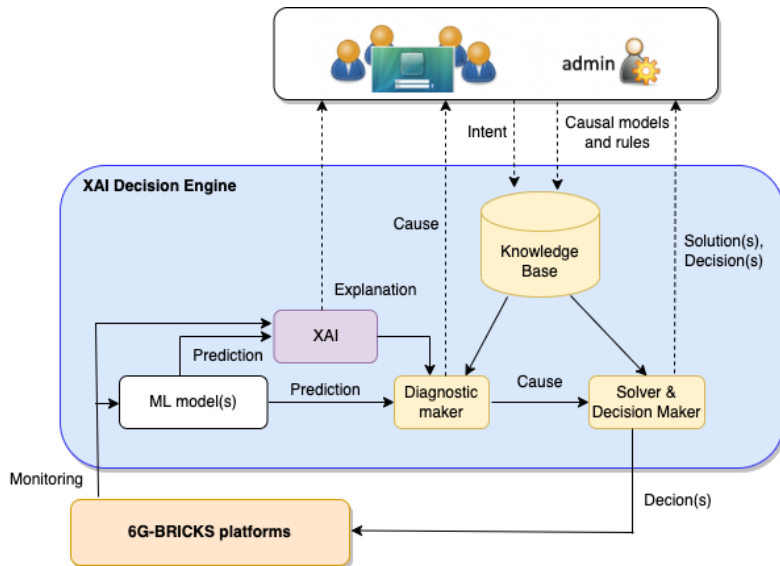 admin
Intent
Causal models
and rules
XAI Decision Engine
Cause
Knowledge
Base
Solution(s),
Decision(s)
Explanation
XAI
Prediction
Prediction
ML model(s)
Diagnostic
maker
Cause
Solver &
Decision Maker
Monitoring
Decion(s)
6G-BRICKS platforms